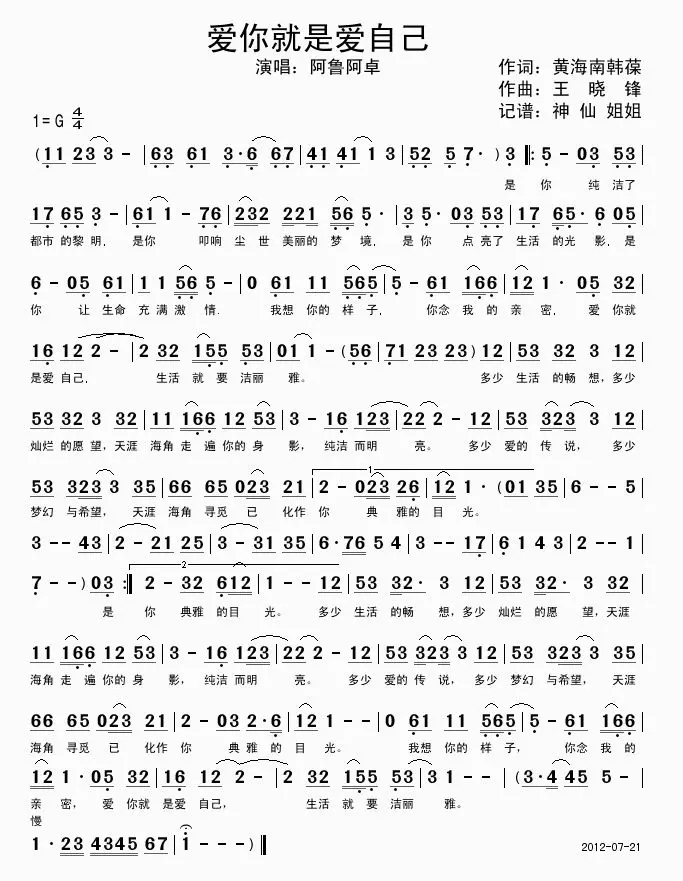 爱你就是爱自己
演唱：阿鲁阿卓
作词：黄海南韩葆
作曲：王 晓 锋
1=G 4/4
记谱：神 仙 姐姐
(11 23 3 - | 63 61 3·6 67 | 41 41 1 3 | 52 5 7· ) 3 ‖: 5 - 03 53 |
是 你 纯 洁了
17 65 3 - | 61 1 - 76 | 232 221 56 5· | 3 5· 03 53 | 17 65· 6 05 |
都市 的黎 明， 是你 叩响 尘 世 美丽的 梦 境， 是 你 点 亮了 生活 的光 影，是
6 - 05 61 | 1 1 56 5 - | 0 61 11 565 | 5 - 61 166 | 12 1· 05 32 |
你 让 生命 充 满 激 情． 我想 你的 样 子， 你念 我 的 亲 密， 爱 你就
16 12 2 - | 2 32 155 53 | 01 1 - (56 | 71 23 23 ) 12 | 53 32 3 12 |
是爱 自己， 生活 就 要 洁丽 雅。 多少 生活 的畅 想，多少
53 32 3 32 | 11 166 12 53 | 3 - 16 123 | 22 2 - 12 | 53 323 3 12 |
灿烂 的愿 望，天涯 海角 走 遍 你的 身 影， 纯洁 而明 亮。 多少 爱的 传 说， 多少
53 323 3 35 | 66 65 023 21 | 1 2 - 023 26 | 12 1· (01 35 | 6 - - 5 |
梦幻 与希望， 天涯 海角 寻觅 已 化作 你 典 雅的 目 光。
3 - - 43 | 2 - 21 25 | 3 - 31 35 | 6·76 5 4 | 3 - - 17 | 6 1 4 3 | 2 - - 1 |
7 - - ) 03 :‖ 2 2 - 32 612 | 1 - - 12 | 53 32· 3 12 | 53 32· 3 32 |
是 你 典雅 的目 光。 多少 生活 的畅 想，多少 灿烂 的愿 望，天涯
11 166 12 53 | 3 - 16 123 | 22 2 - 12 | 53 323 3 12 | 53 323 3 35 |
海角 走 遍 你的 身 影，纯洁 而明 亮。 多少 爱的 传 说， 多少 梦幻 与希望， 天涯
66 65 023 21 | 2 - 03 2·6 | 12 1 - - | 0 61 11 565 | 5 - 61 166 |
海角 寻觅 已 化作 你 典 雅的 目 光。 我想 你的 样 子， 你念 我 的
12 1· 05 32 | 16 12 2 - | 2 32 155 53 | 3 1 - - | (3·4 45 5 - |
亲 密， 爱 你就 是爱 自己， 生活 就 要 洁丽 雅。
慢
1· 23 4345 67 | 1 - - - ) ‖
2012-07-21